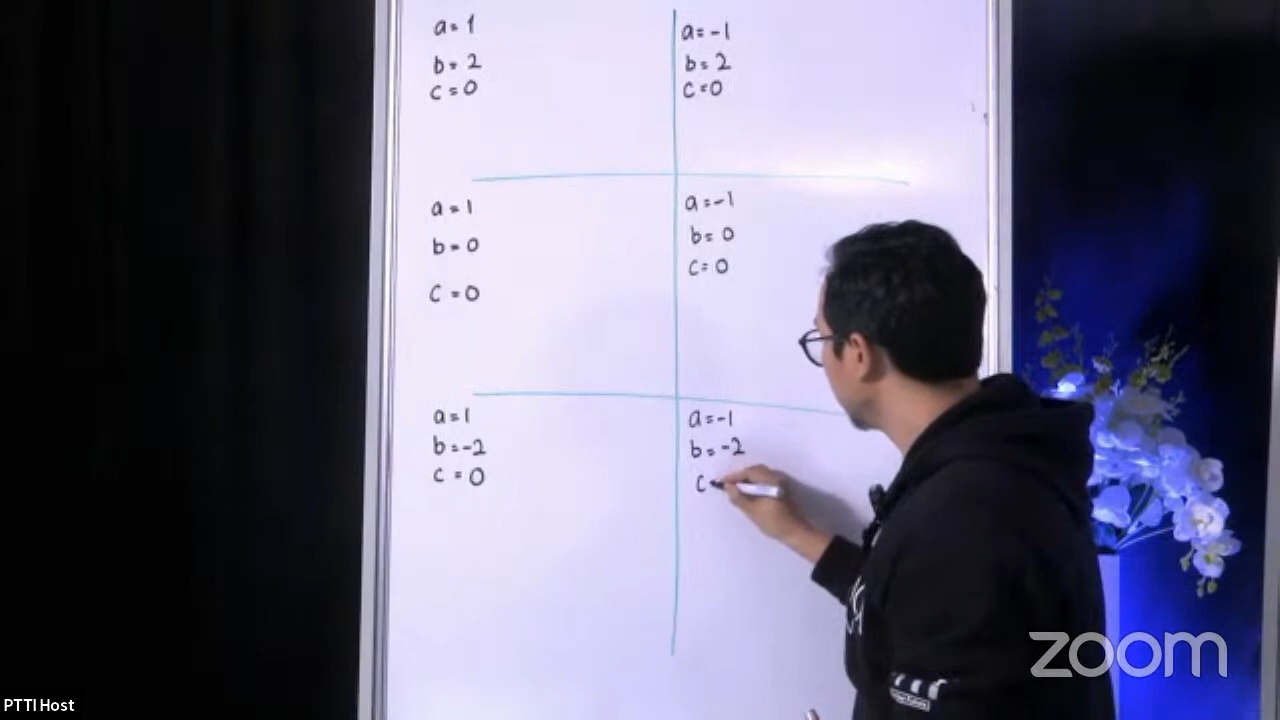 a=1
b=2
c=0
a=-1
b=2
c=0
a=1
b=0
c=0
a=-1
b=0
c=0
a=1
b=-2
c=0
a=-1
b=-2
c
zoom
PTTI Host